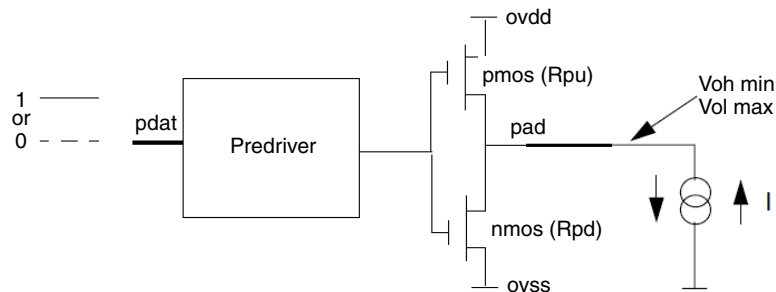 ovdd
pmos (Rpu)
Voh min
Vol max
1
or
0
pdat
Predriver
pad
nmos (Rpd)
I
ovss